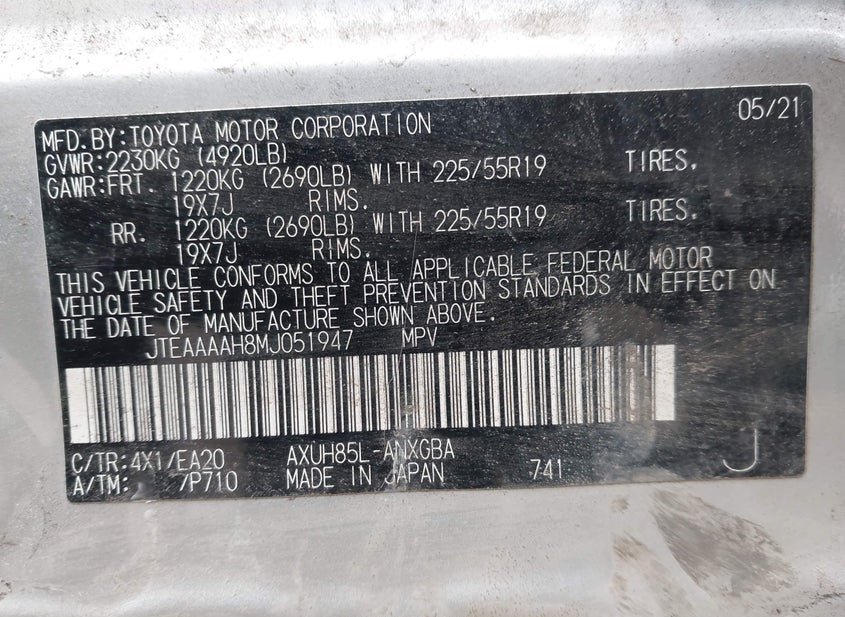 05/21
MFD.BY:TOYOTA MOTOR CORPORATION
GVWR:2230KG (4920LB)
GAWR:FRT. 1220KG (2690LB) WITH 225/55R19 TIRES,
19X7J RIMS.
RR. 1220KG (2690LB) WITH 225/55R19 TIRES,
19X7J RIMS.
THIS VEHICLE CONFORMS TO ALL APPLICABLE FEDERAL MOTOR
VEHICLE SAFETY AND THEFT PREVENTION STANDARDS IN EFFECT ON
THE DATE OF MANUFACTURE SHOWN ABOVE.
JTEAAAAH8MJ051947 MPV
C/TR:4X1/EA20 AXUH85L-ANXGBA
A/TM: /P710 MADE IN JAPAN 741 J